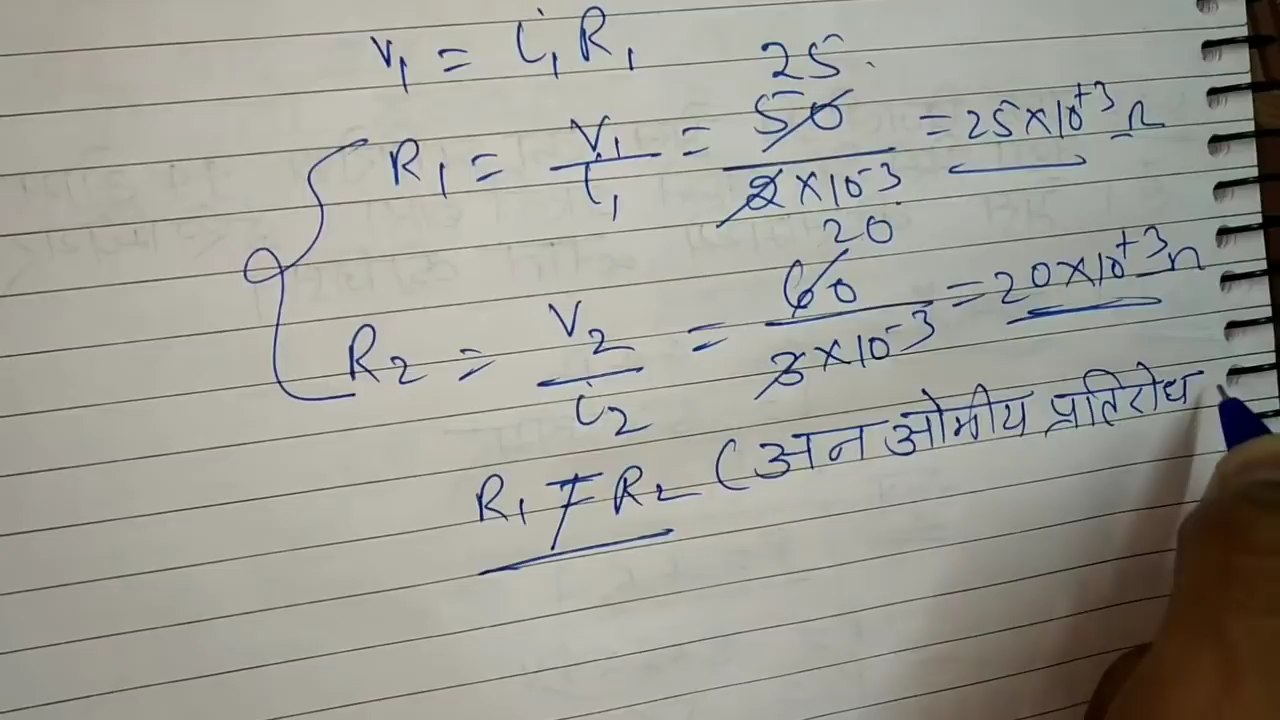 V₁ = i₁R₁
R₁ = V₁/i₁ = 50/2×10⁻³ 25 = 25×10⁺³ Ω
R₂ = V₂/i₂ = 60/3×10⁻³ 20 = 20×10⁺³ Ω
R₁ ≠ R₂ (अन ओमीय प्रतिरोध